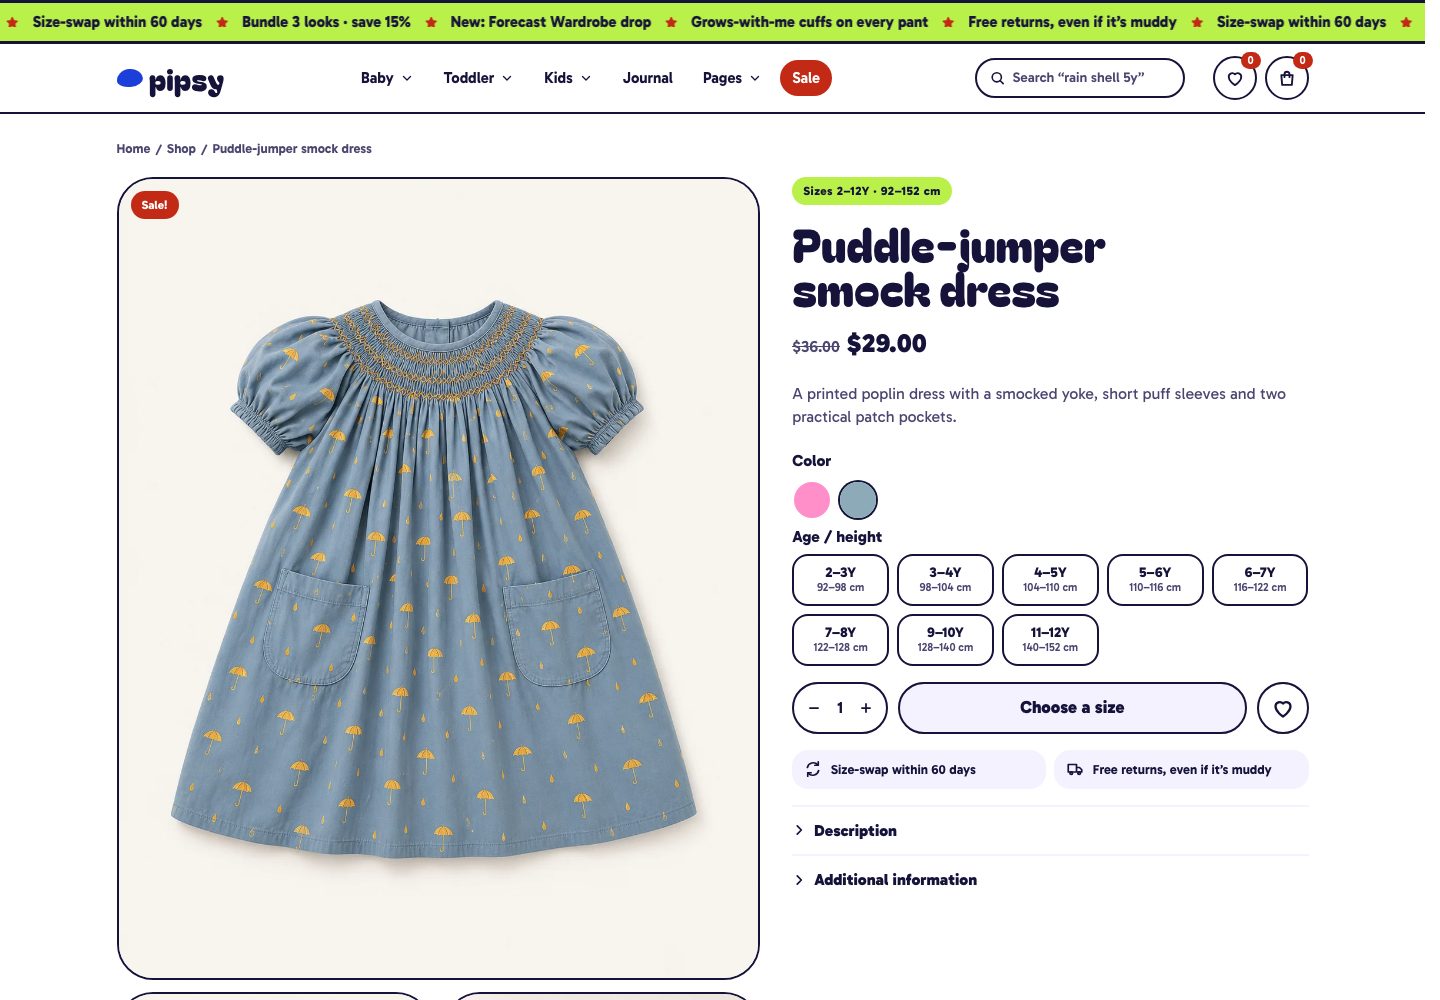 Size-swap within 60 days ★ Bundle 3 looks · save 15% ★ New: Forecast Wardrobe drop ★ Grows-with-me cuffs on every pant ★ Free returns, even if it’s muddy ★ Size-swap within 60 days ★
pipsy
Baby Toddler Kids Journal Pages Sale
Search “rain shell 5y”
0 0
Home / Shop / Puddle-jumper smock dress
Sale!
Sizes 2–12Y · 92–152 cm
Puddle-jumper
smock dress
$36.00 $29.00
A printed poplin dress with a smocked yoke, short puff sleeves and two
practical patch pockets.
Color
Age / height
2–3Y 3–4Y 4–5Y 5–6Y 6–7Y
92–98 cm 98–104 cm 104–110 cm 110–116 cm 116–122 cm
7–8Y 9–10Y 11–12Y
122–128 cm 128–140 cm 140–152 cm
− 1 + Choose a size
Size-swap within 60 days Free returns, even if it’s muddy
Description
Additional information